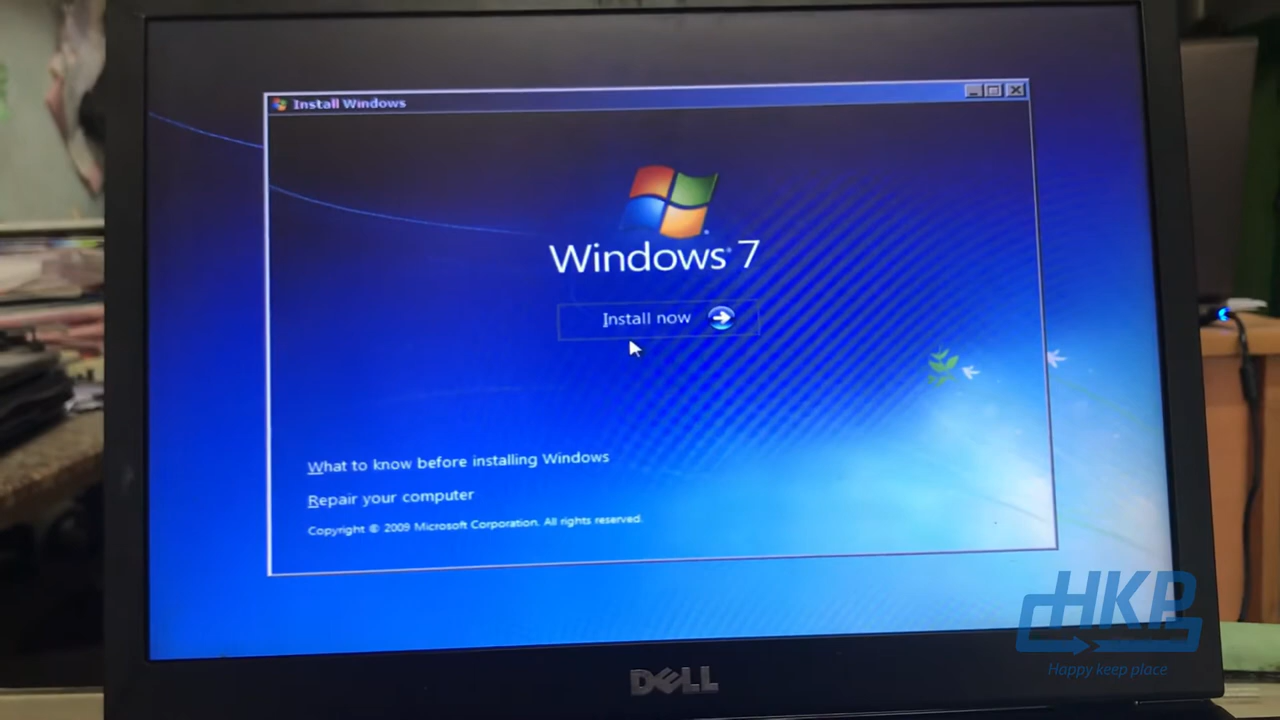 Install Windows
Windows® 7
Install now
What to know before installing Windows
Repair your computer
Copyright © 2009 Microsoft Corporation. All rights reserved.
HKP
Happy keep place
DELL